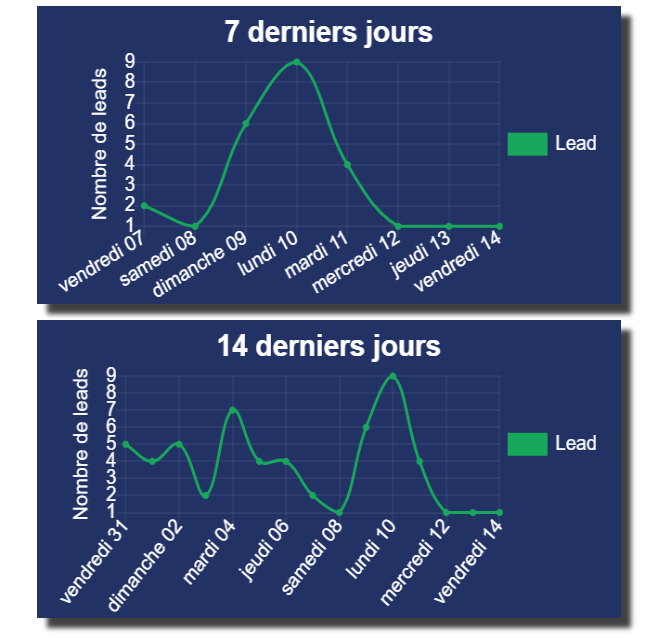 7 derniers jours
Nombre de leads
9
8
7
6
5
4
3
2
1
vendredi 07
samedi 08
dimanche 09
lundi 10
mardi 11
mercredi 12
jeudi 13
vendredi 14
Lead
14 derniers jours
Nombre de leads
9
8
7
6
5
4
3
2
1
vendredi 31
dimanche 02
mardi 04
jeudi 06
samedi 08
lundi 10
mercredi 12
vendredi 14
Lead